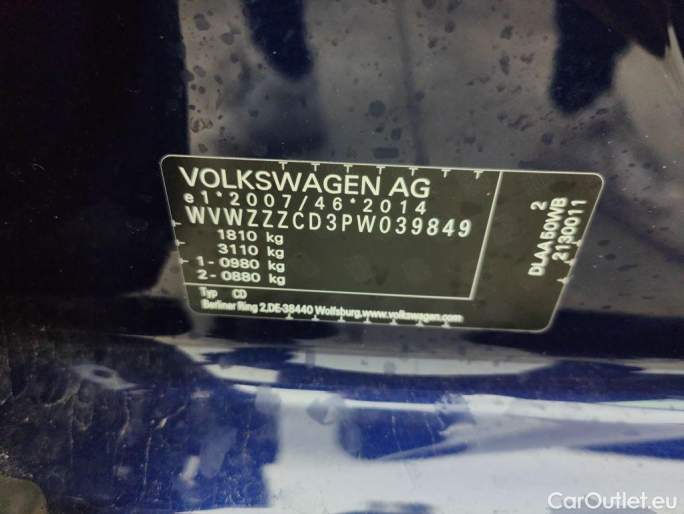 VOLKSWAGEN AG
e1*2007/46*2014
WVWZZZCD3PW039849
1810 kg
3110 kg
1- 0980 kg
2- 0880 kg
Typ CD
Berliner Ring 2,DE-38440 Wolfsburg,www.volkswagen.com
2
DLAA50WB
2130011
CarOutlet.eu